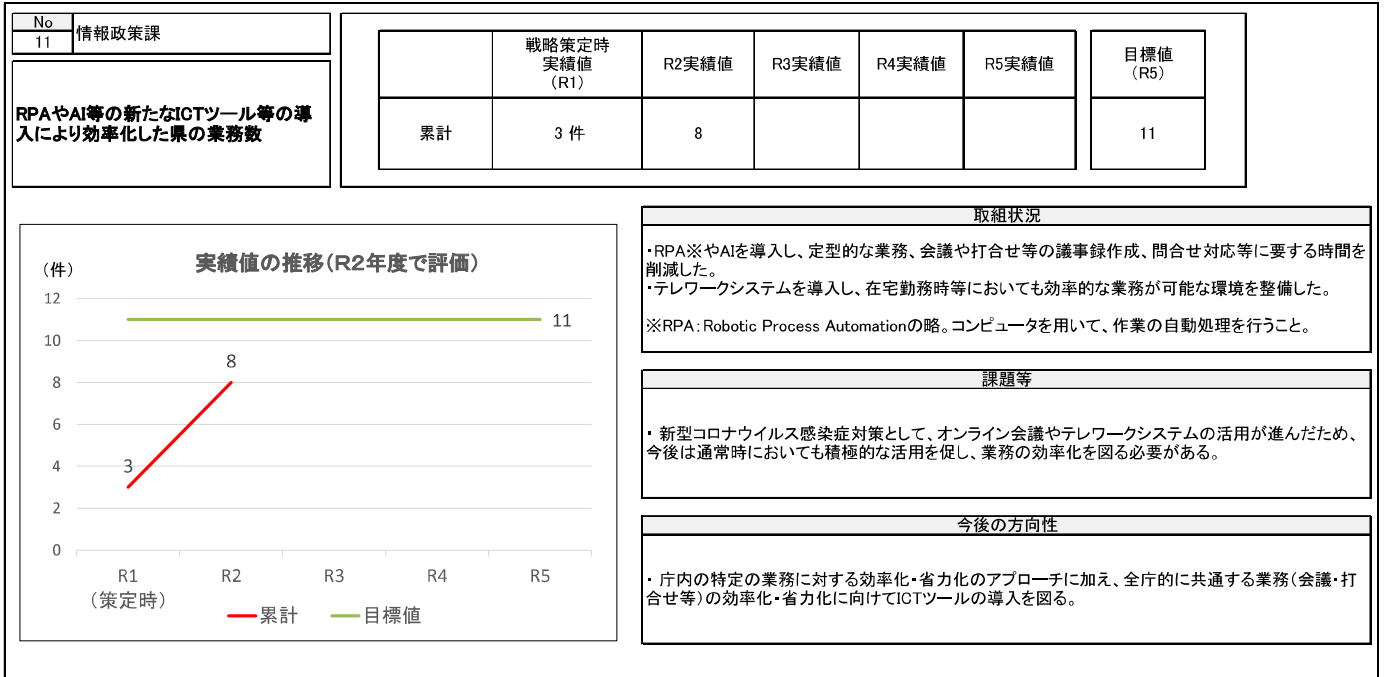 No
11
情報政策課
RPAやAI等の新たなICTツール等の導
入により効率化した県の業務数
戦略策定時
実績値
(R1)
R2実績値
R3実績値
R4実績値
R5実績値
目標値
(R5)
累計
3 件
8
11
実績値の推移(R2年度で評価)
(件)
12
10
8
6
4
2
0
3
8
11
R1
(策定時)
R2
R3
R4
R5
累計
目標値
取組状況
・RPA※やAIを導入し、定型的な業務、会議や打合せ等の議事録作成、問合せ対応等に要する時間を
削減した。
・テレワークシステムを導入し、在宅勤務時等においても効率的な業務が可能な環境を整備した。
※RPA:Robotic Process Automationの略。コンピュータを用いて、作業の自動処理を行うこと。
課題等
・ 新型コロナウイルス感染症対策として、オンライン会議やテレワークシステムの活用が進んだため、
今後は通常時においても積極的な活用を促し、業務の効率化を図る必要がある。
今後の方向性
・ 庁内の特定の業務に対する効率化・省力化のアプローチに加え、全庁的に共通する業務(会議・打
合せ等)の効率化・省力化に向けてICTツールの導入を図る。